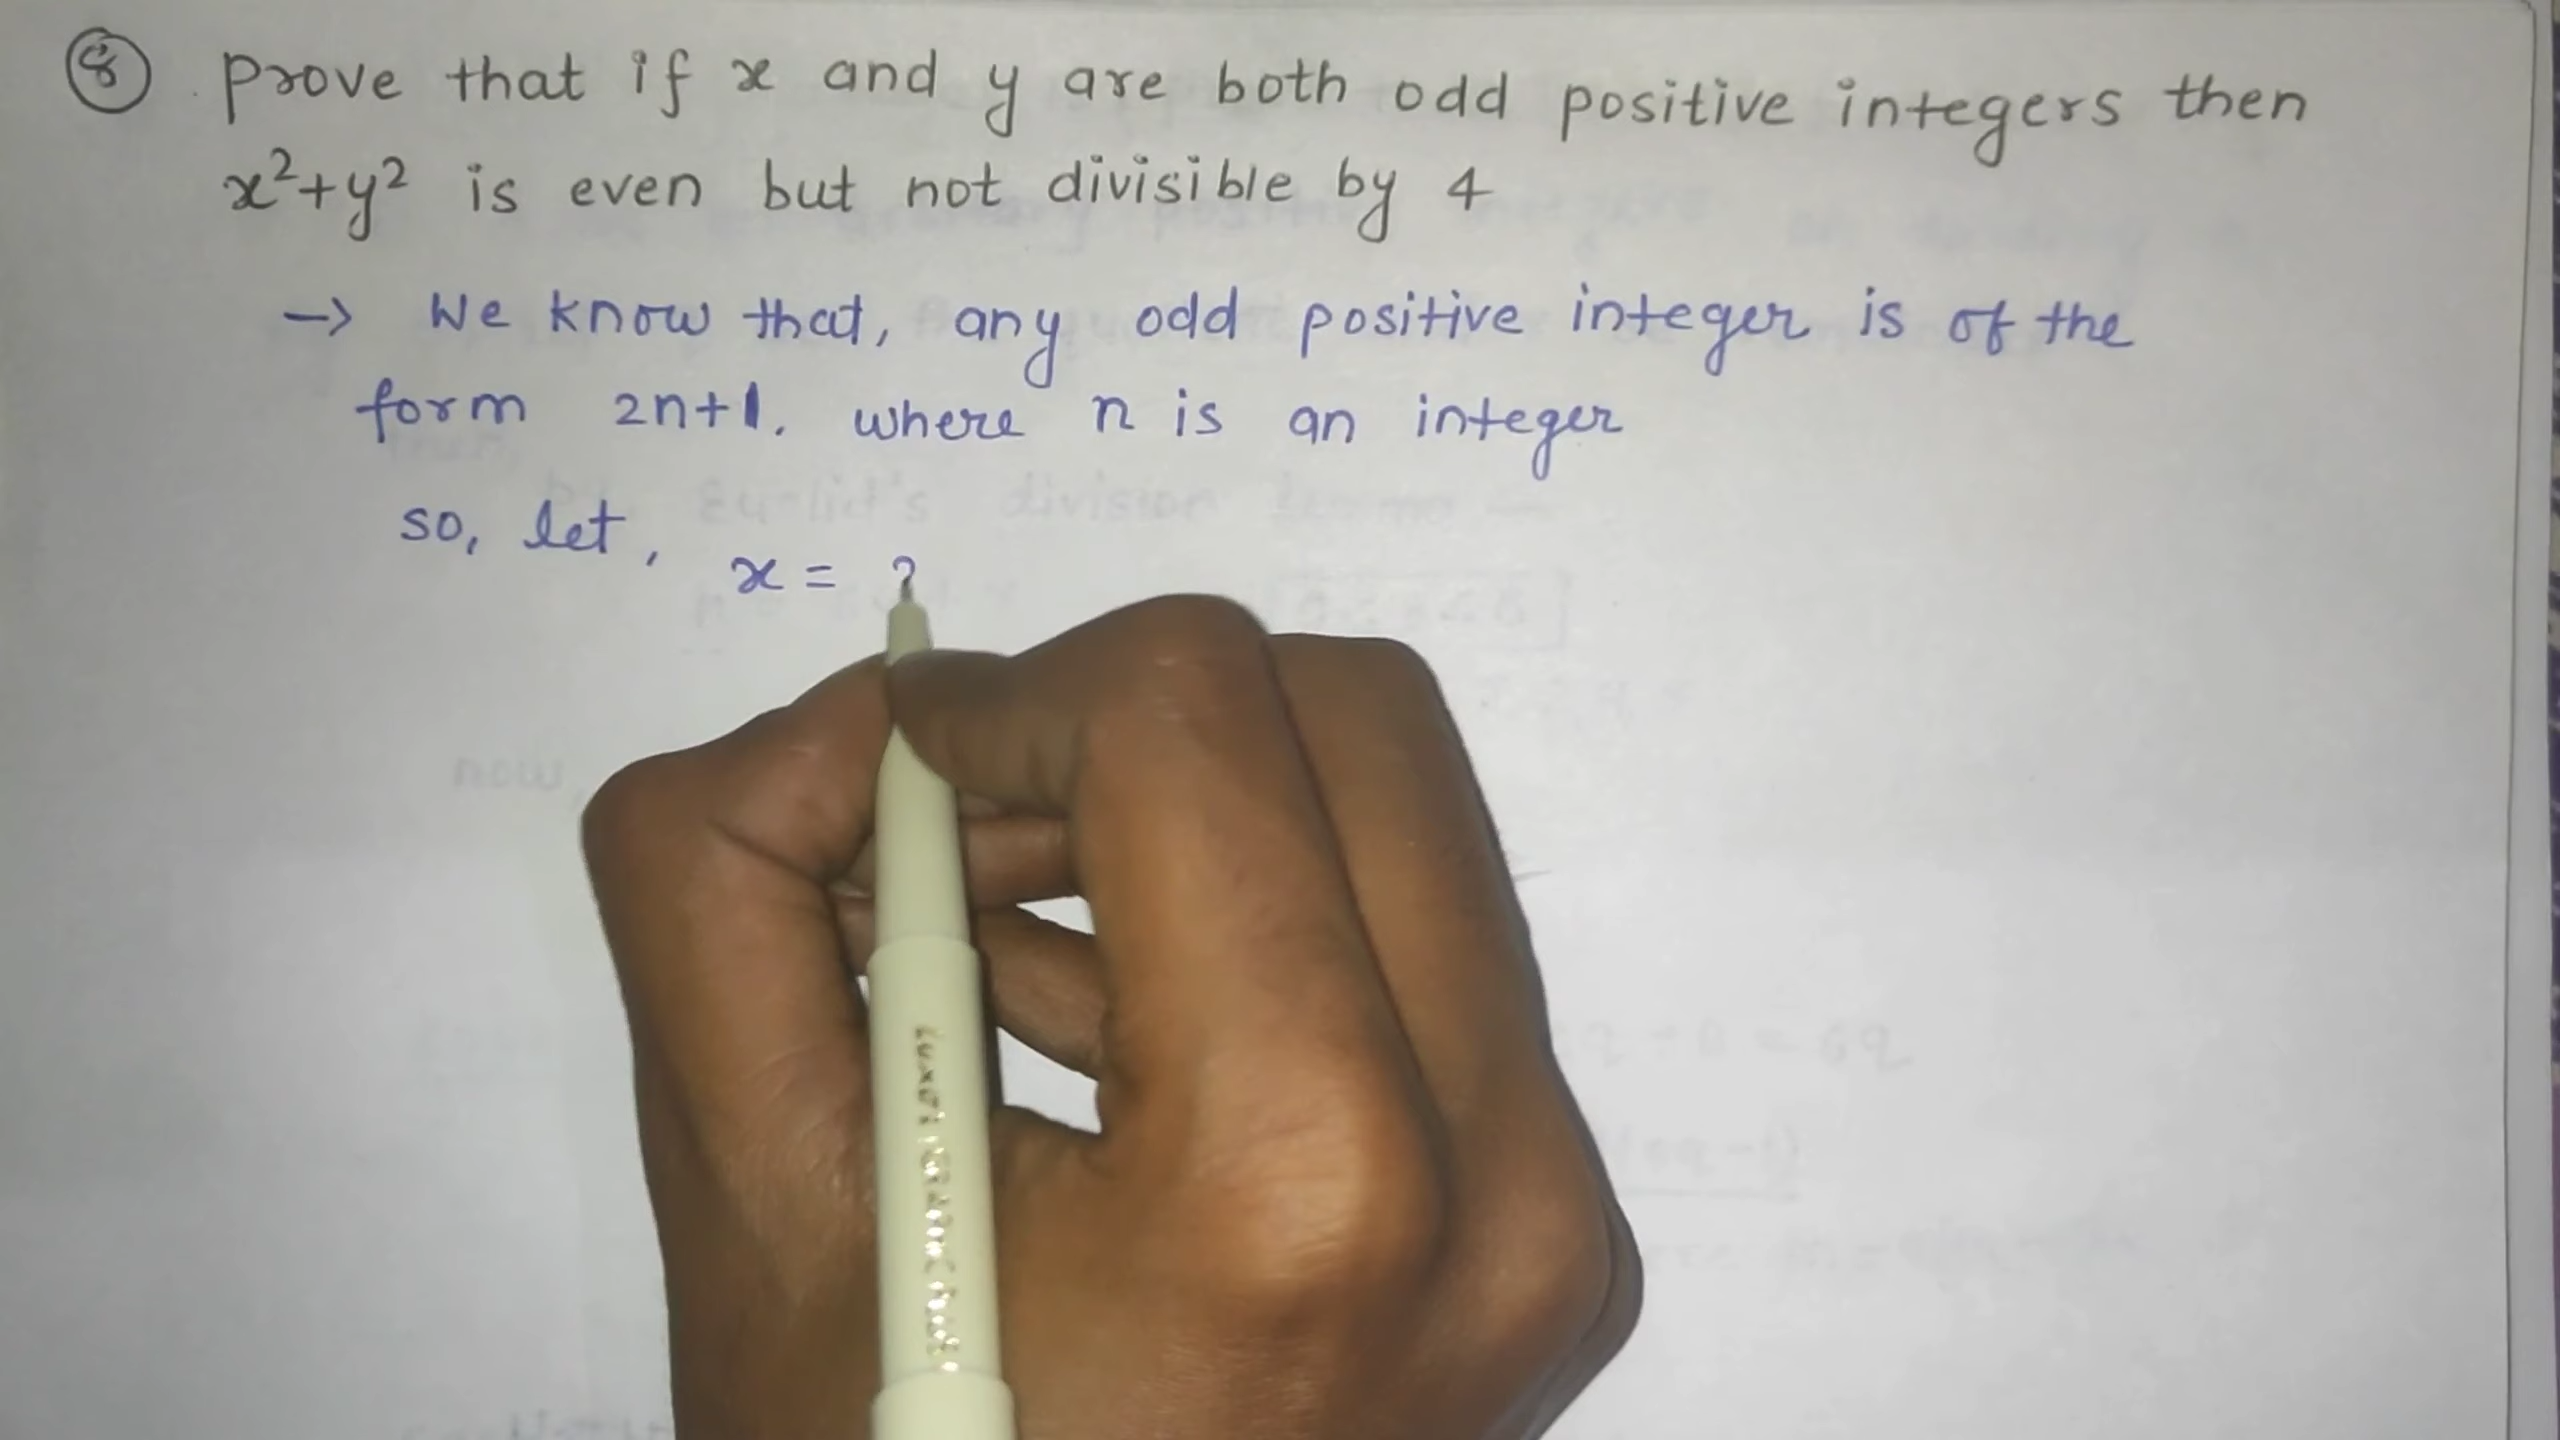 8 . prove that if x and y are both odd positive integers then
x²+y² is even but not divisible by 4
→ We know that, any odd positive integer is of the
form 2n+1. where n is an integer
so, let, x = 2
now,